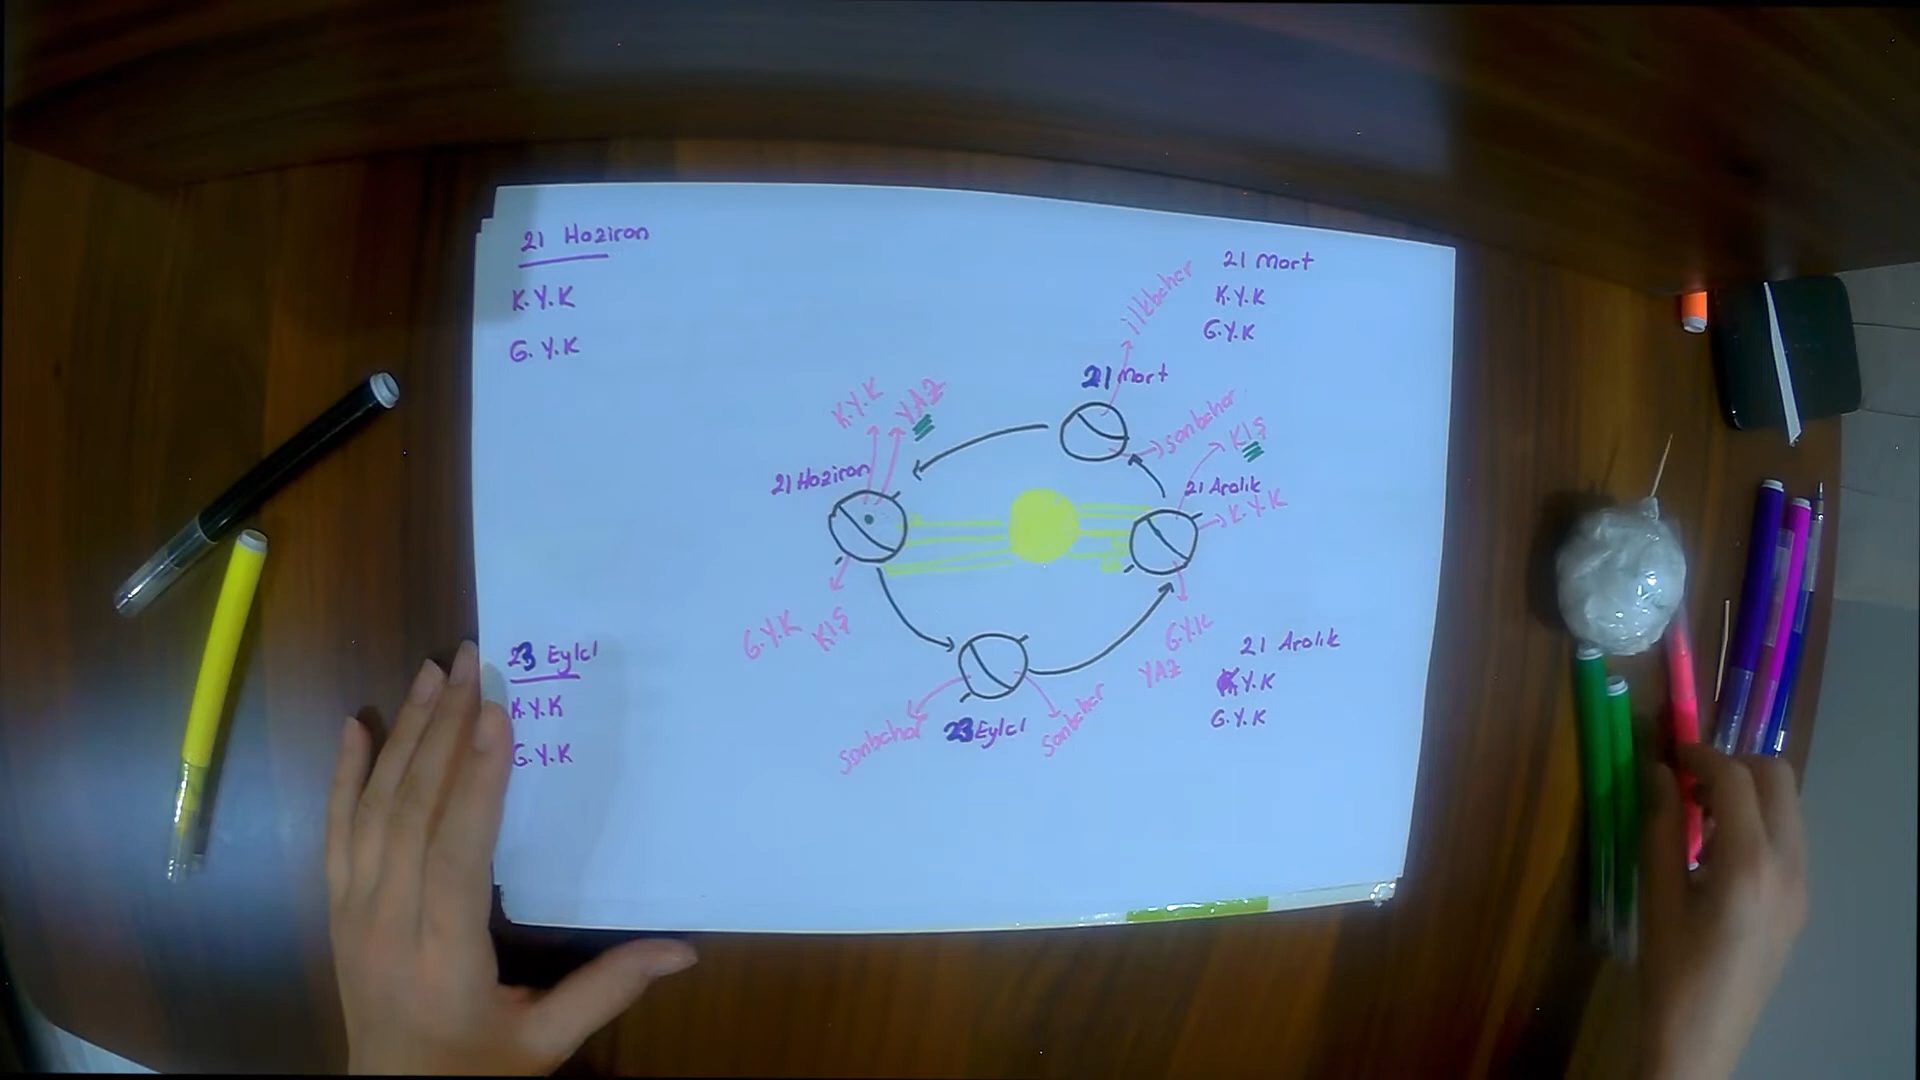 21 Haziran
K.Y.K
G.Y.K
21 Mart
K.Y.K
G.Y.K
ilkbahar
21 Mart
sonbahar
K.Y.K
YAZ
KIŞ
21 Haziran
21 Aralık
K.Y.K
G.Y.K
KIŞ
G.Y.K
YAZ
23 Eylül
K.Y.K
G.Y.K
sonbahar
23 Eylül
sonbahar
21 Aralık
Y.K
G.Y.K